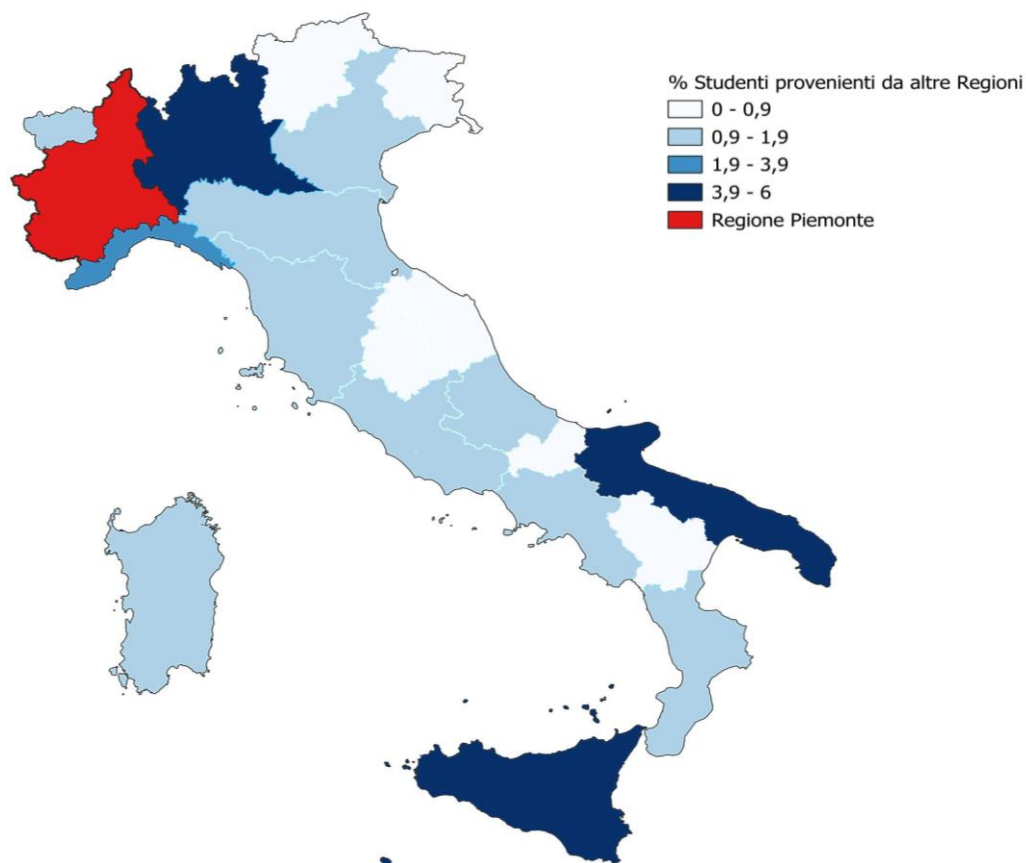 % Studenti provenienti da altre Regioni
0 - 0,9
0,9 - 1,9
1,9 - 3,9
3,9 - 6
Regione Piemonte